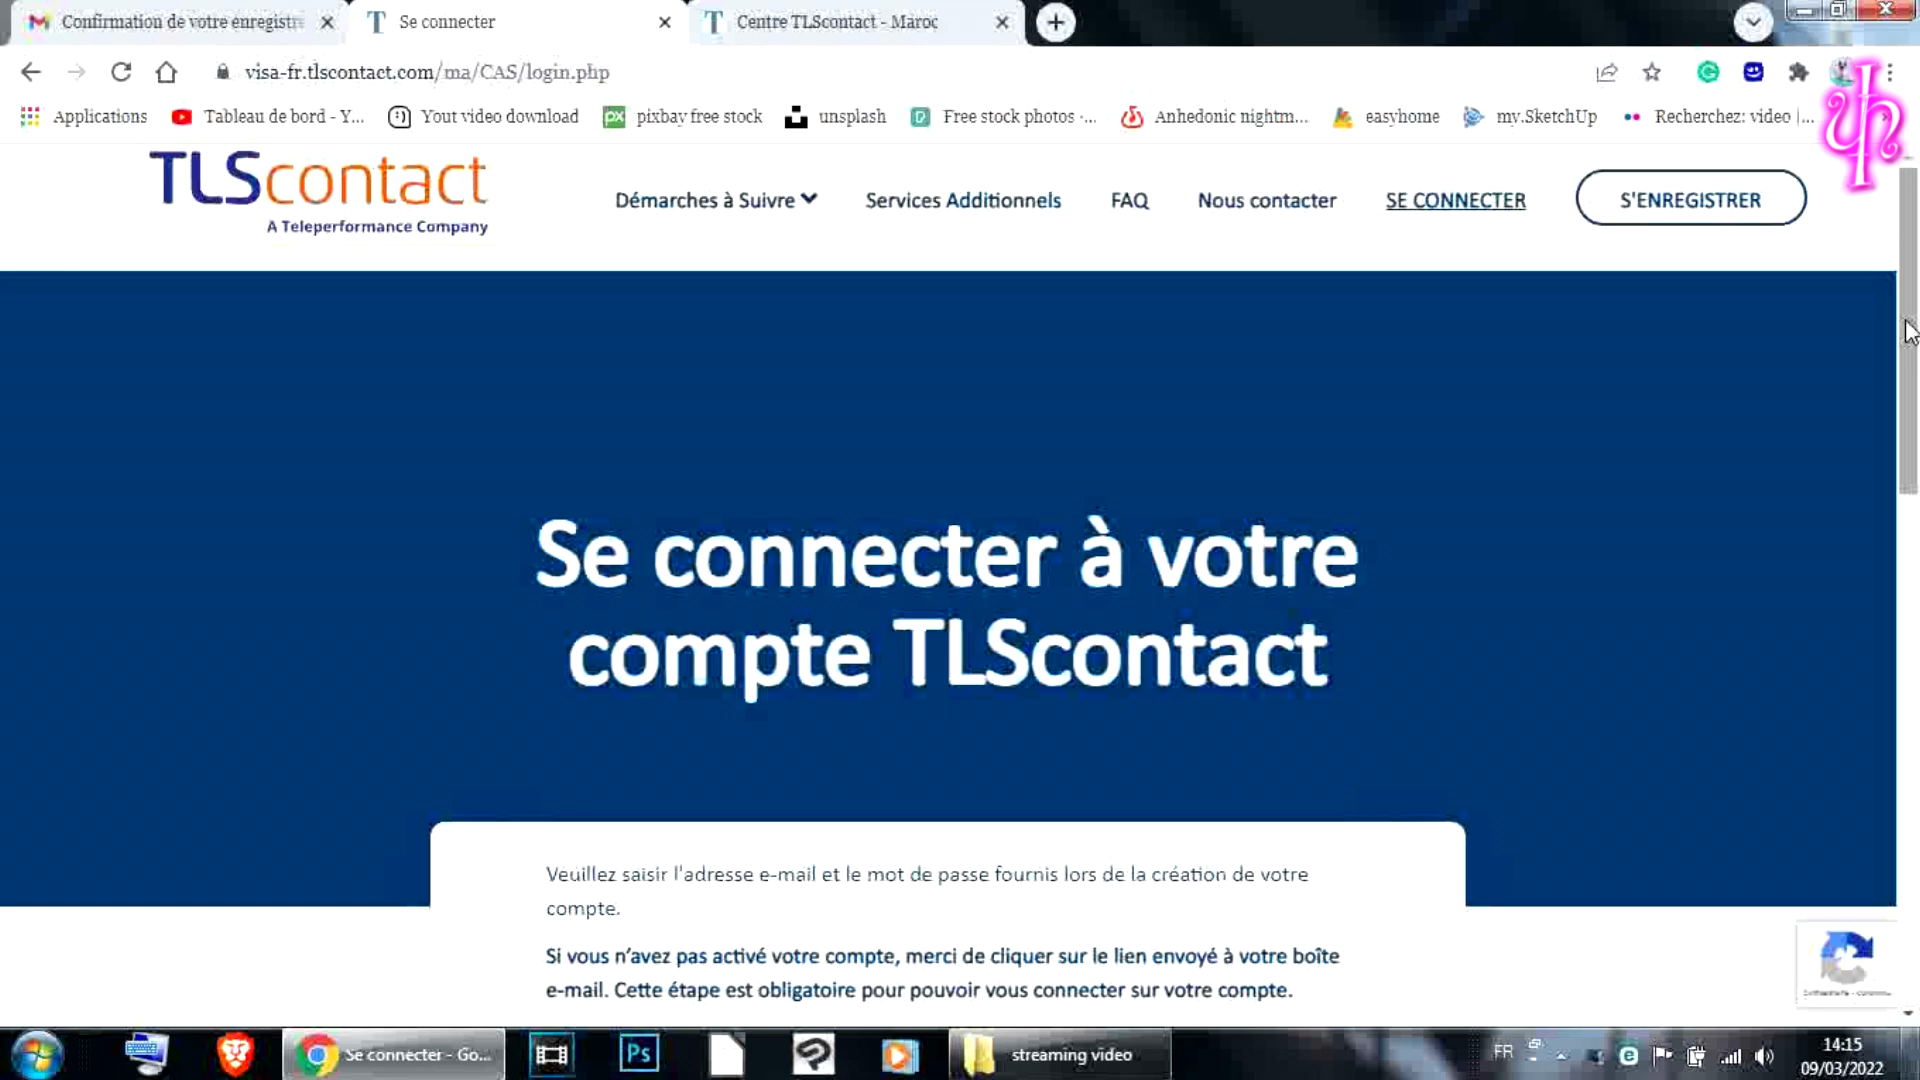 Confirmation de votre enregistre
Se connecter
Centre TLScontact - Maroc
visa-fr.tlscontact.com/ma/CAS/login.php
Applications
Tableau de bord - Y...
Yout video download
pixbay free stock
unsplash
Free stock photos ·...
Anhedonic nightm...
easyhome
my.SketchUp
Recherchez: video |...
TLScontact
A Teleperformance Company
Démarches à Suivre
Services Additionnels
FAQ
Nous contacter
SE CONNECTER
S'ENREGISTRER
Se connecter à votre
compte TLScontact
Veuillez saisir l'adresse e-mail et le mot de passe fournis lors de la création de votre
compte.
Si vous n’avez pas activé votre compte, merci de cliquer sur le lien envoyé à votre boîte
e-mail. Cette étape est obligatoire pour pouvoir vous connecter sur votre compte.
Se connecter - Go...
Ps
streaming video
FR
14:15
09/03/2022